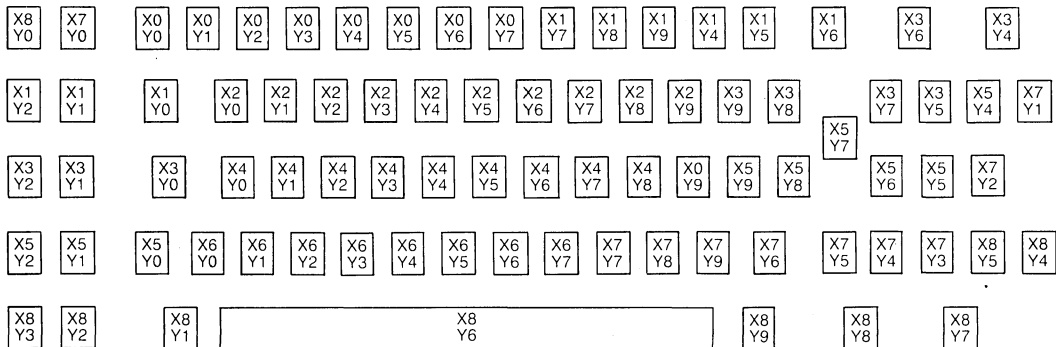 X8 X7 X0 X0 X0 X0 X0 X0 X0 X0 X1 X1 X1 X1 X1 X1 X3 X3
Y0 Y0 Y0 Y1 Y2 Y3 Y4 Y5 Y6 Y7 Y7 Y8 Y9 Y4 Y5 Y6 Y6 Y4
X1 X1 X1 X2 X2 X2 X2 X2 X2 X2 X2 X2 X2 X3 X3 X3 X3 X5 X7
Y2 Y1 Y0 Y0 Y1 Y2 Y3 Y4 Y5 Y6 Y7 Y8 Y9 Y9 Y8 Y7 Y5 Y4 Y1
X5
Y7
X3 X3 X3 X4 X4 X4 X4 X4 X4 X4 X4 X4 X0 X5 X5 X5 X5 X7
Y2 Y1 Y0 Y0 Y1 Y2 Y3 Y4 Y5 Y6 Y7 Y8 Y9 Y9 Y8 Y6 Y5 Y2
X5 X5 X5 X6 X6 X6 X6 X6 X6 X6 X6 X7 X7 X7 X7 X7 X7 X7 X8 X8
Y2 Y1 Y0 Y0 Y1 Y2 Y3 Y4 Y5 Y6 Y7 Y7 Y8 Y9 Y6 Y5 Y4 Y3 Y5 Y4
X8 X8 X8 X8 X8 X8 X8
Y3 Y2 Y1 Y6 Y9 Y8 Y7